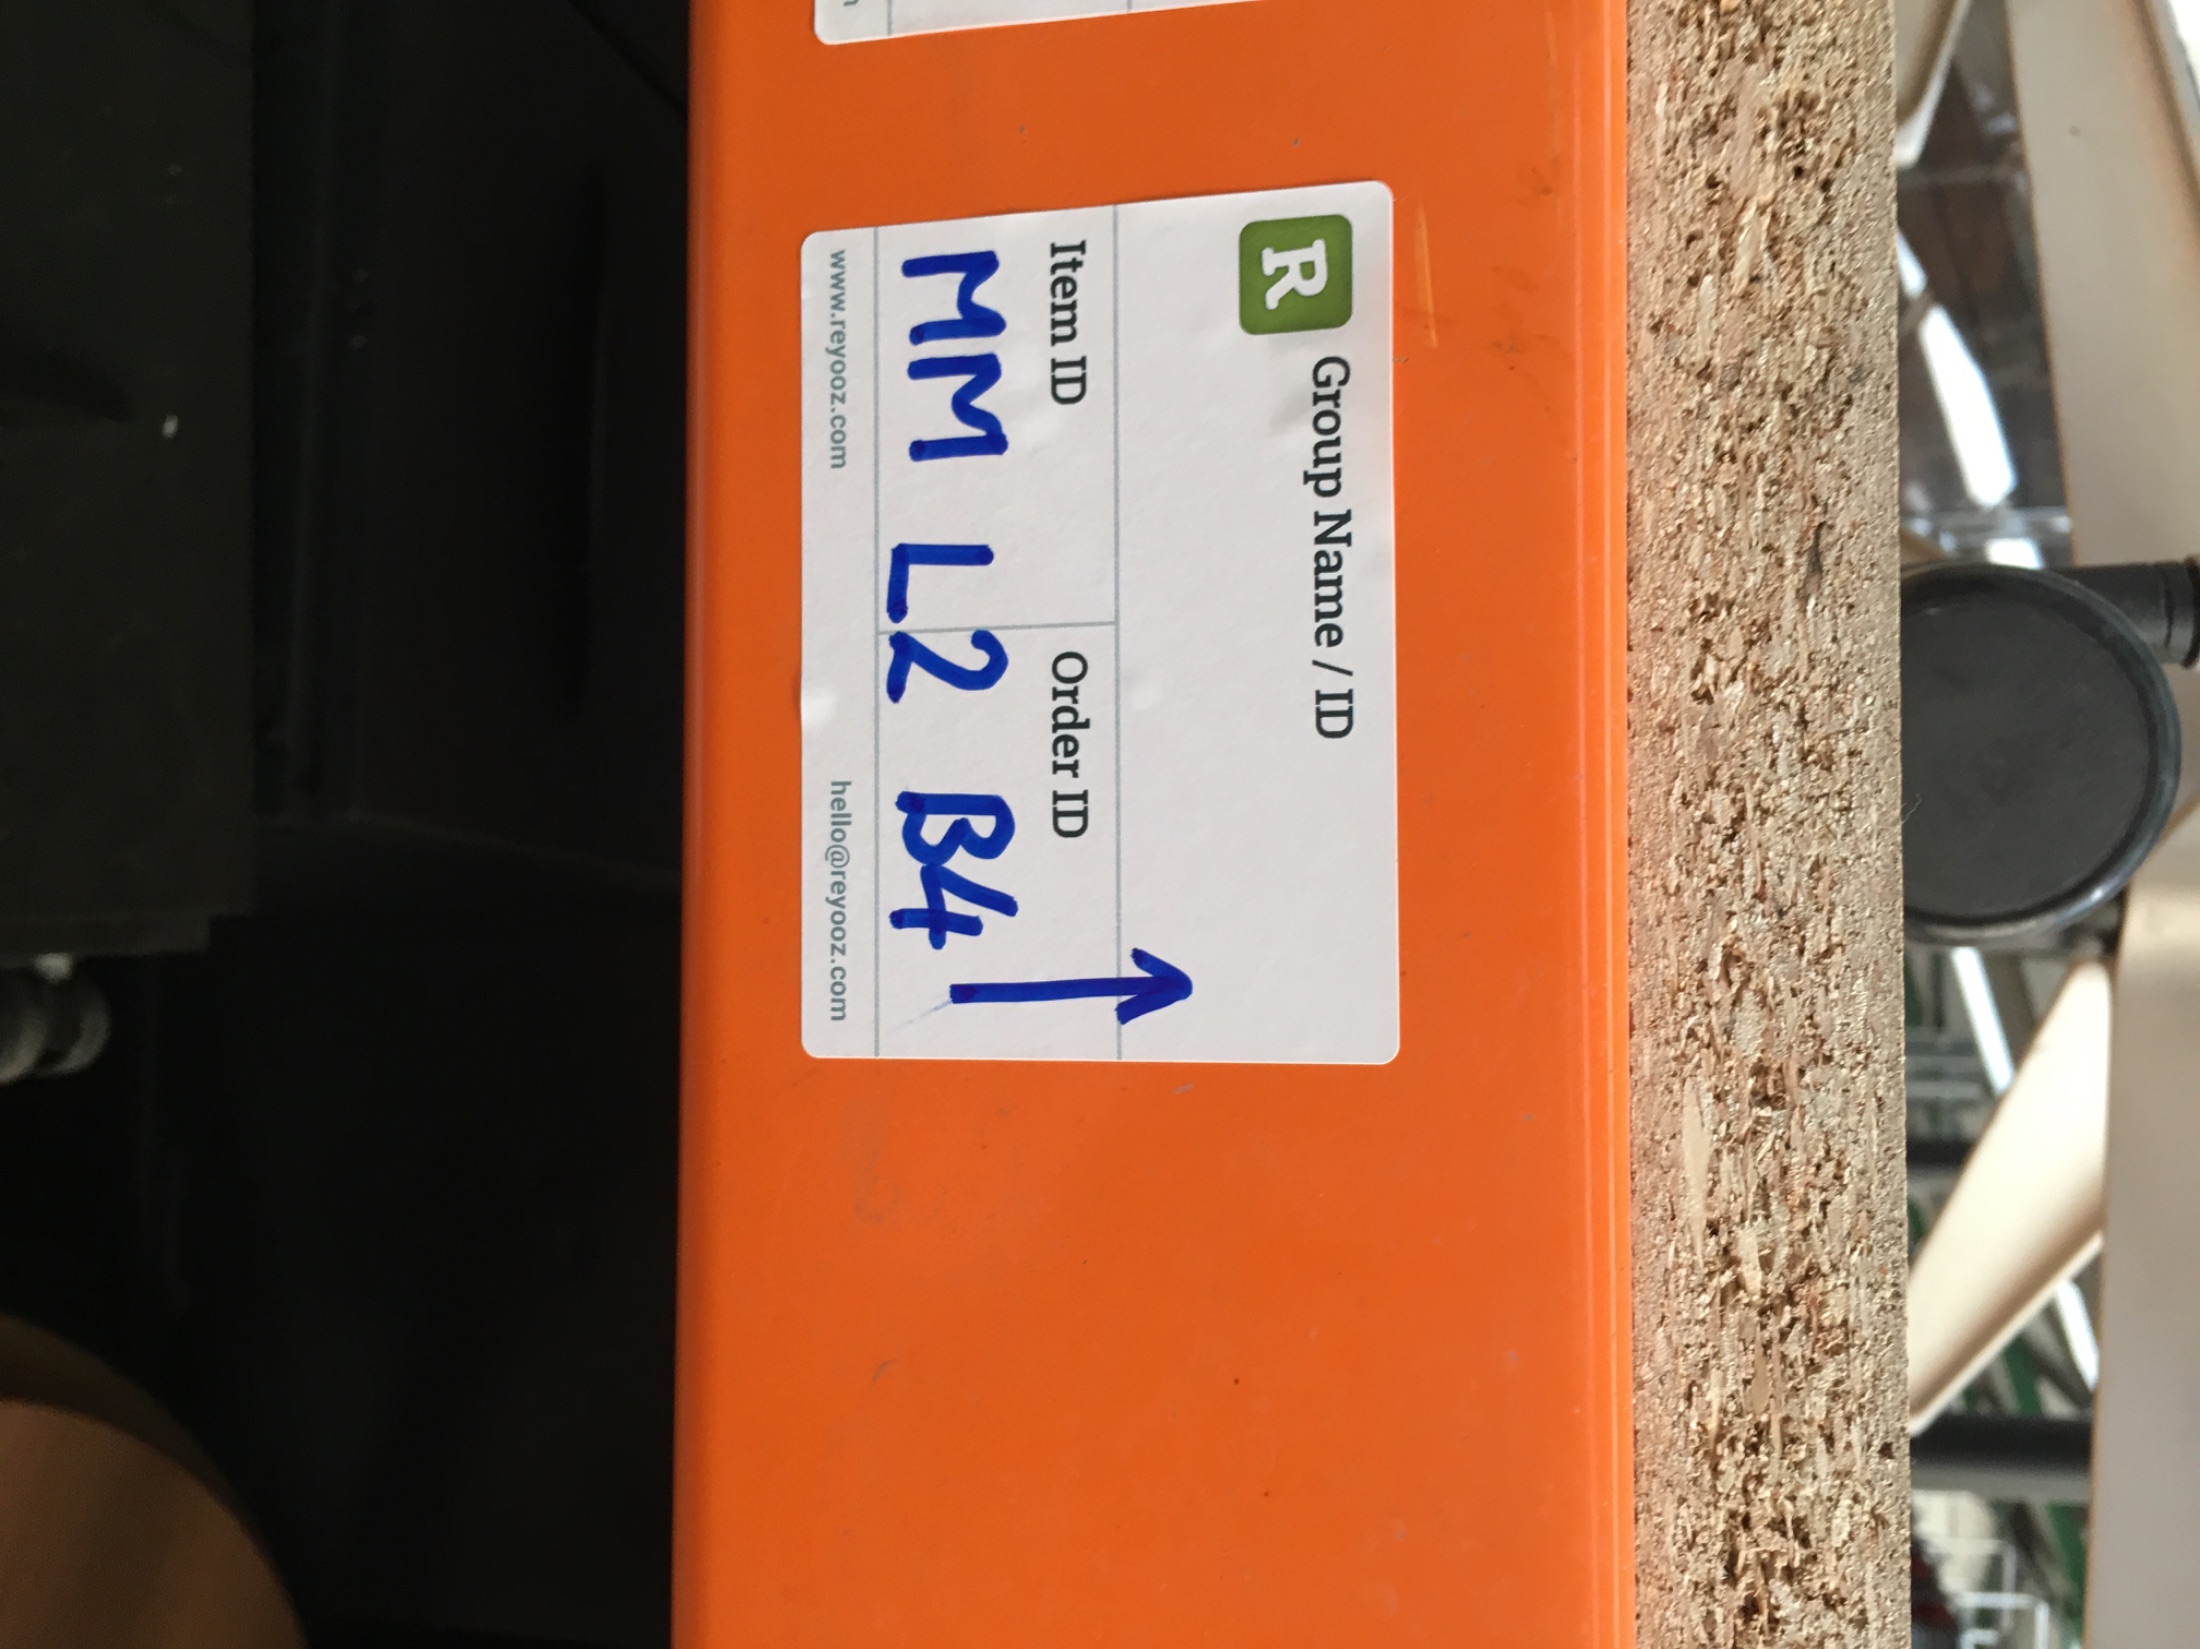 R Group Name / ID
Item ID Order ID
MM L2 B4 ↑
www.reyooz.com hello@reyooz.com